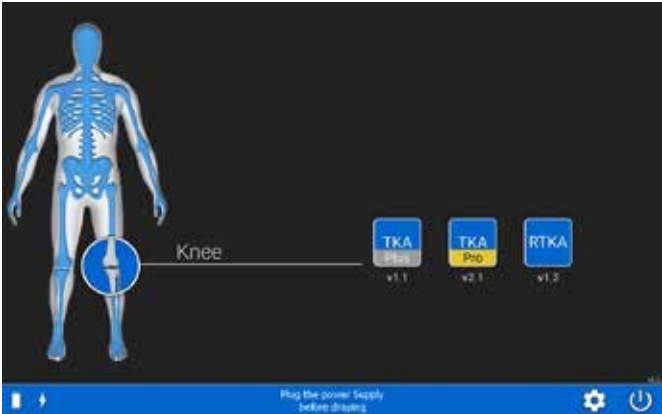 Knee
TKA
Plus
v1.1
TKA
Pro
v2.1
RTKA
v1.2
Plug the power Supply
before draping